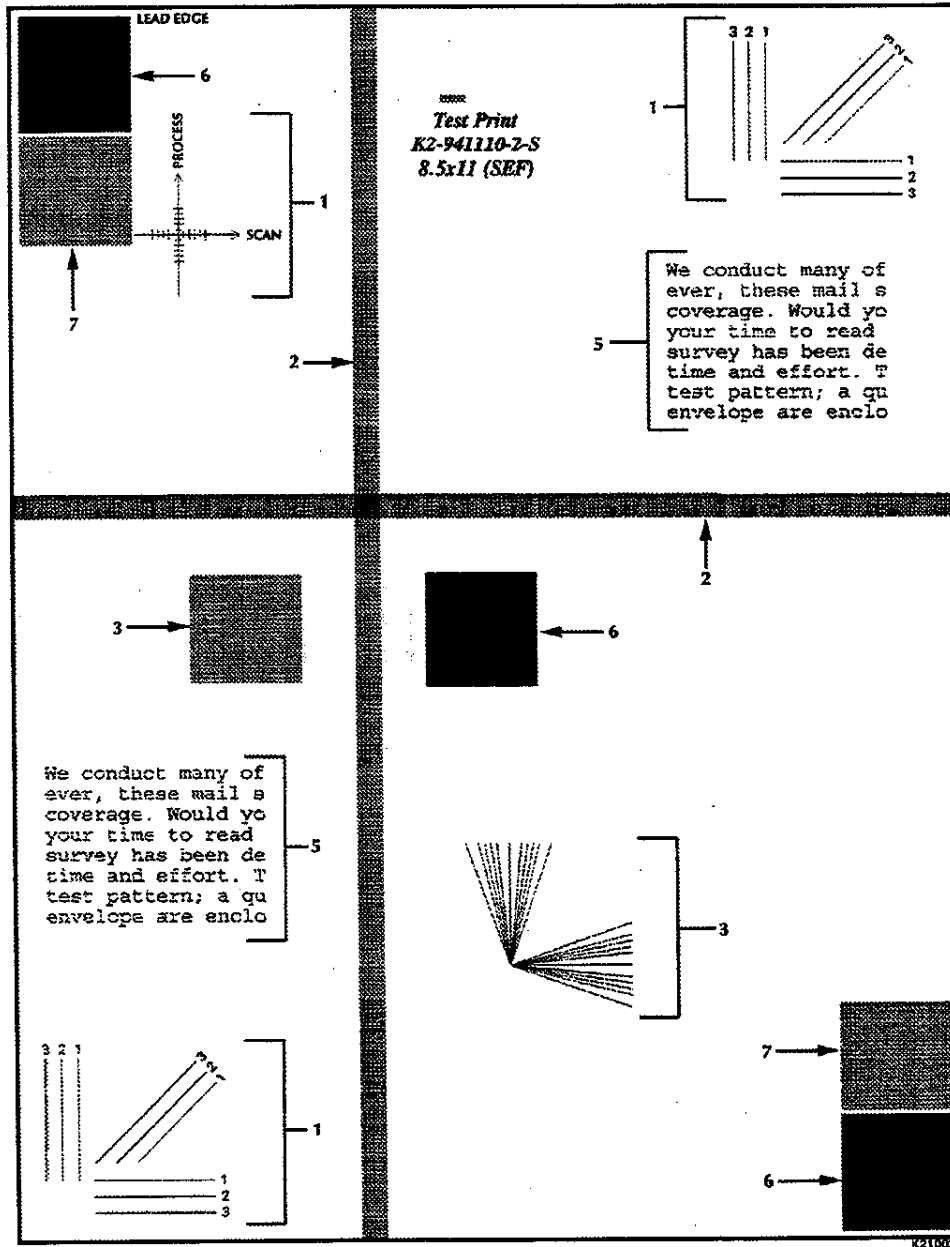 LEAD EDGE
6
PROCESS
1
SCAN
7
2
Test Print
K2-941110-2-S
8.5x11 (SEF)
1
3 2 1
3
2
1
1
2
3
5
We conduct many of
ever, these mail s
coverage. Would yo
your time to read
survey has been de
time and effort. T
test pattern; a qu
envelope are enclo
2
3
6
We conduct many of
ever, these mail s
coverage. Would yo
your time to read
survey has been de
time and effort. T
test pattern; a qu
envelope are enclo
5
3
7
6
3 2 1
3
2
1
1
2
3
1